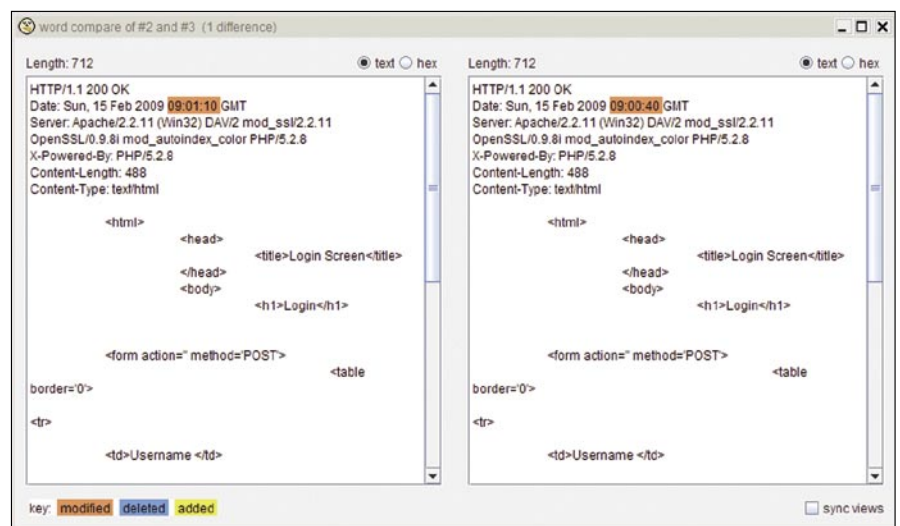 word compare of #2 and #3 (1 difference)
Length: 712
text
hex
HTTP/1.1 200 OK
Date: Sun, 15 Feb 2009 09:01:10 GMT
Server: Apache/2.2.11 (Win32) DAV/2 mod_ssl/2.2.11
OpenSSL/0.9.8i mod_autoindex_color PHP/5.2.8
X-Powered-By: PHP/5.2.8
Content-Length: 488
Content-Type: text/html
<html>
<head>
<title>Login Screen</title>
</head>
<body>
<h1>Login</h1>
<form action='' method='POST'>
<table
border='0'>
<tr>
<td>Username </td>
Length: 712
text
hex
HTTP/1.1 200 OK
Date: Sun, 15 Feb 2009 09:00:40 GMT
Server: Apache/2.2.11 (Win32) DAV/2 mod_ssl/2.2.11
OpenSSL/0.9.8i mod_autoindex_color PHP/5.2.8
X-Powered-By: PHP/5.2.8
Content-Length: 488
Content-Type: text/html
<html>
<head>
<title>Login Screen</title>
</head>
<body>
<h1>Login</h1>
<form action='' method='POST'>
<table
border='0'>
<tr>
<td>Username </td>
key: modified deleted added
sync views